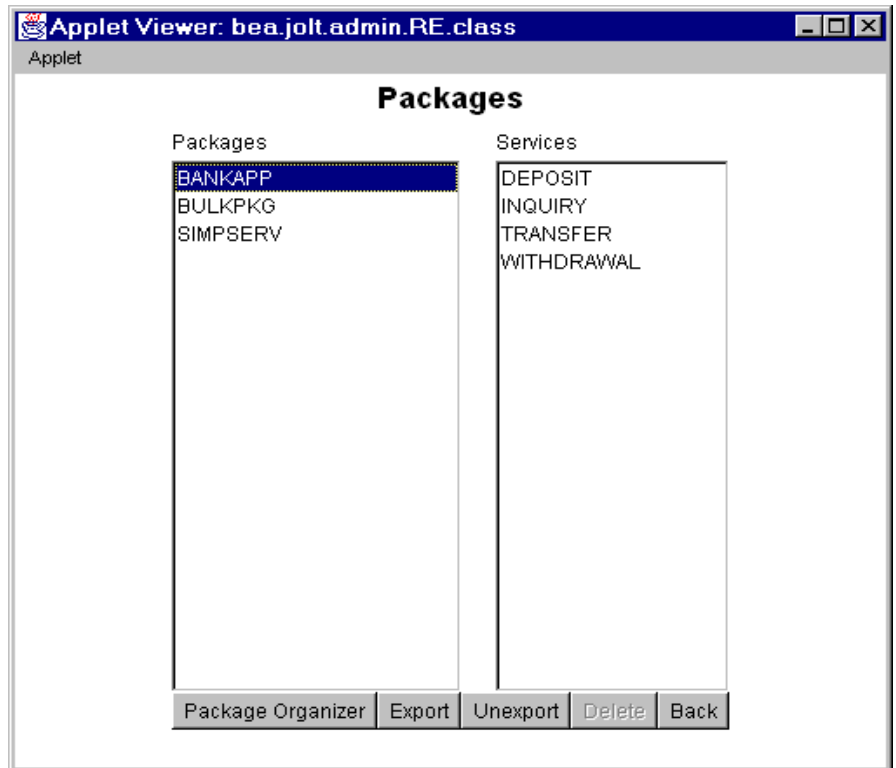 Applet Viewer: bea.jolt.admin.RE.class
Applet
Packages
Packages
Services
BANKAPP
BULKPKG
SIMPSERV
DEPOSIT
INQUIRY
TRANSFER
WITHDRAWAL
Package Organizer Export Unexport Delete Back